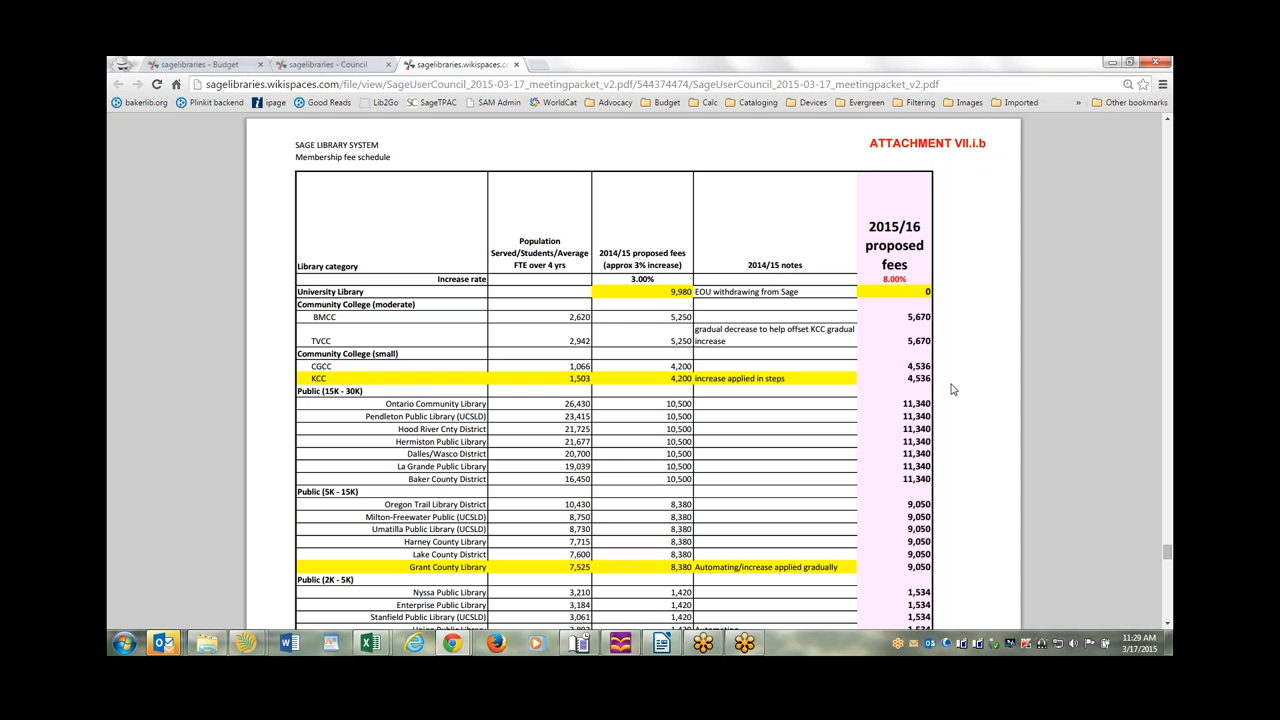 sagelibraries - Budget
sagelibraries - Council
sagelibraries.wikispaces.co
sagelibraries.wikispaces.com/file/view/SageUserCouncil_2015-03-17_meetingpacket_v2.pdf/544374474/SageUserCouncil_2015-03-17_meetingpacket_v2.pdf
bakerlib.org Plinkit backend ipage Good Reads Lib2Go SageTPAC SAM Admin WorldCat Advocacy Budget Calc Cataloging Devices Evergreen Filtering Images Imported » Other bookmarks
SAGE LIBRARY SYSTEM
ATTACHMENT VII.i.b
Membership fee schedule
Library category
Population
Served/Students/Average
FTE over 4 yrs
2014/15 proposed fees
(approx 3% increase)
2014/15 notes
2015/16
proposed
fees
Increase rate 3.00% 8.00%
University Library 9,980 EOU withdrawing from Sage 0
Community College (moderate)
BMCC 2,620 5,250 5,670
gradual decrease to help offset KCC gradual
TVCC 2,942 5,250 increase 5,670
Community College (small)
CGCC 1,066 4,200 4,536
KCC 1,503 4,200 increase applied in steps 4,536
Public (15K - 30K)
Ontario Community Library 26,430 10,500 11,340
Pendleton Public Library (UCSLD) 23,415 10,500 11,340
Hood River Cnty District 21,725 10,500 11,340
Hermiston Public Library 21,677 10,500 11,340
Dalles/Wasco District 20,700 10,500 11,340
La Grande Public Library 19,039 10,500 11,340
Baker County District 16,450 10,500 11,340
Public (5K - 15K)
Oregon Trail Library District 10,430 8,380 9,050
Milton-Freewater Public (UCSLD) 8,750 8,380 9,050
Umatilla Public Library (UCSLD) 8,730 8,380 9,050
Harney County Library 7,715 8,380 9,050
Lake County District 7,600 8,380 9,050
Grant County Library 7,525 8,380 Automating/increase applied gradually 9,050
Public (2K - 5K)
Nyssa Public Library 3,210 1,420 1,534
Enterprise Public Library 3,184 1,420 1,534
Stanfield Public Library (UCSLD) 3,061 1,420 1,534
11:29 AM
3/17/2015